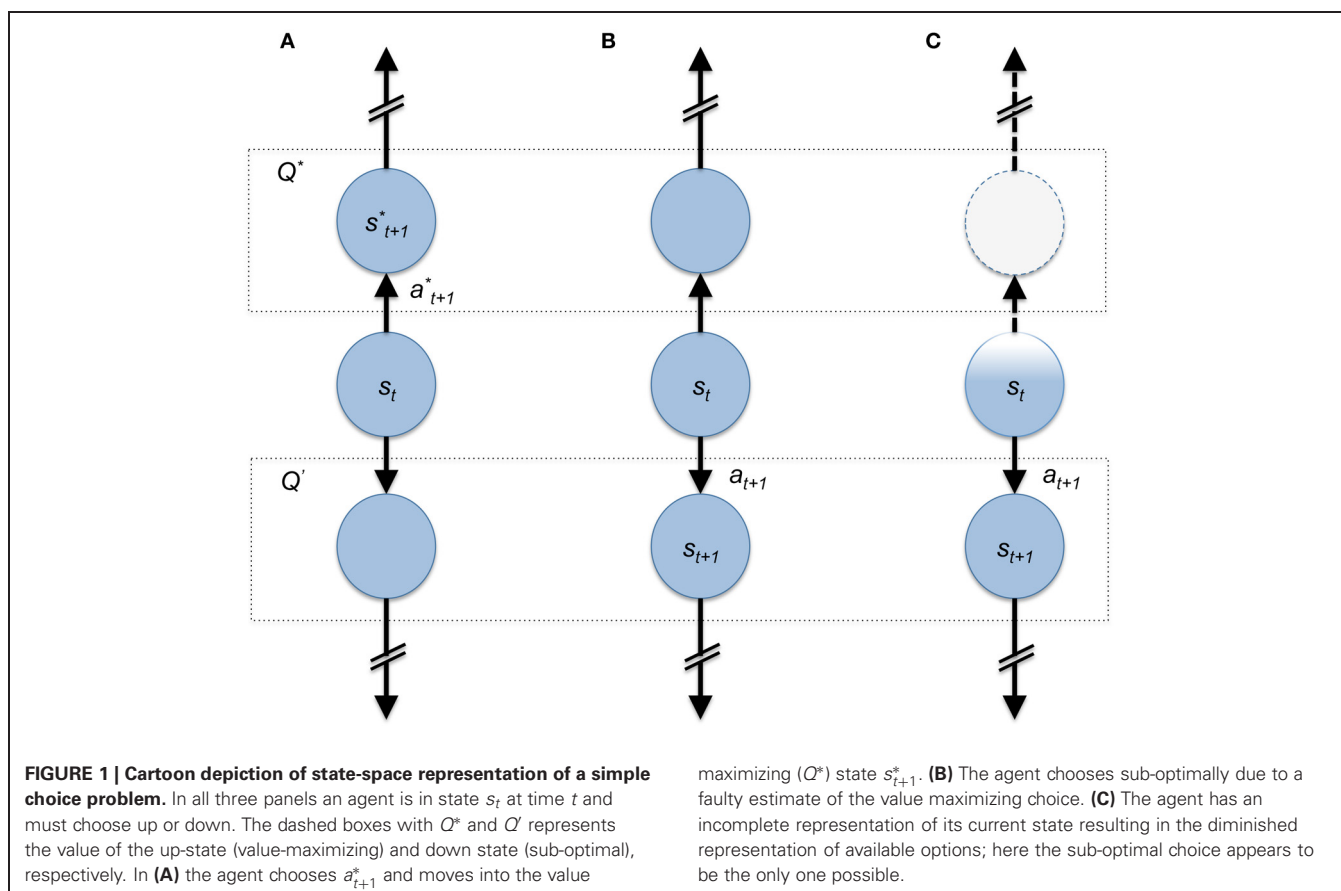 A
B
C
Q*
s*t+1
a*t+1
st
st
st
Q'
at+1
at+1
st+1
st+1
FIGURE 1 | Cartoon depiction of state-space representation of a simple
choice problem. In all three panels an agent is in state st at time t and
must choose up or down. The dashed boxes with Q* and Q′ represents
the value of the up-state (value-maximizing) and down state (sub-optimal),
respectively. In (A) the agent chooses a*t+1 and moves into the value
maximizing (Q*) state s*t+1. (B) The agent chooses sub-optimally due to a
faulty estimate of the value maximizing choice. (C) The agent has an
incomplete representation of its current state resulting in the diminished
representation of available options; here the sub-optimal choice appears to
be the only one possible.